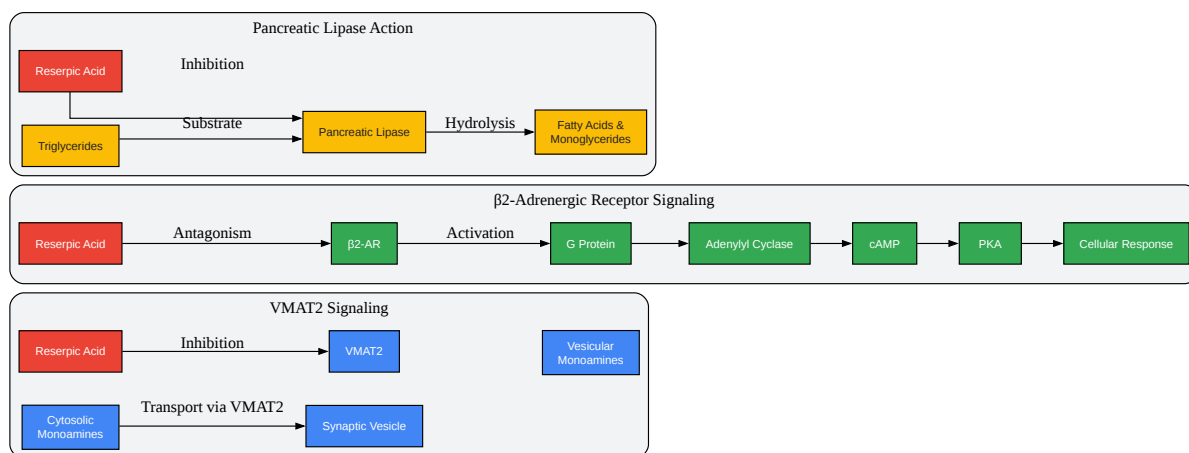 Pancreatic Lipase Action
Reserpic Acid
Inhibition
Substrate
Triglycerides
Pancreatic Lipase
Hydrolysis
Fatty Acids &
Monoglycerides
β2-Adrenergic Receptor Signaling
Reserpic Acid
Antagonism
β2-AR
Activation
G Protein
Adenylyl Cyclase
cAMP
PKA
Cellular Response
VMAT2 Signaling
Reserpic Acid
Inhibition
VMAT2
Vesicular
Monoamines
Cytosolic
Monoamines
Transport via VMAT2
Synaptic Vesicle